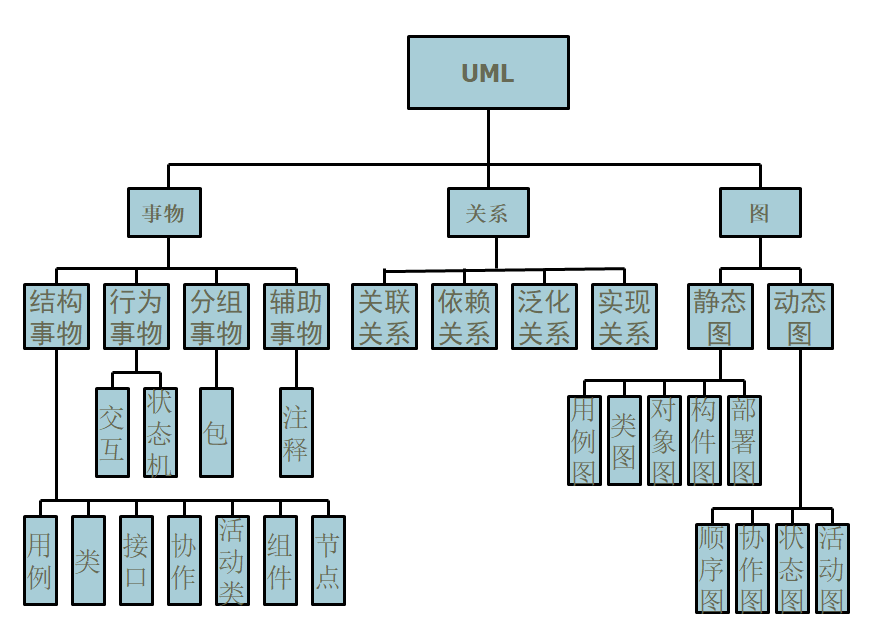 UML
事物
关系
图
结构
事物
行为
事物
分组
事物
辅助
事物
关联
关系
依赖
关系
泛化
关系
实现
关系
静态
图
动态
图
交
互
状
态
机
包
注
释
用
例
图
类
图
对
象
图
构
件
图
部
署
图
用
例
类
接
口
协
作
活
动
类
组
件
节
点
顺
序
图
协
作
图
状
态
图
活
动
图